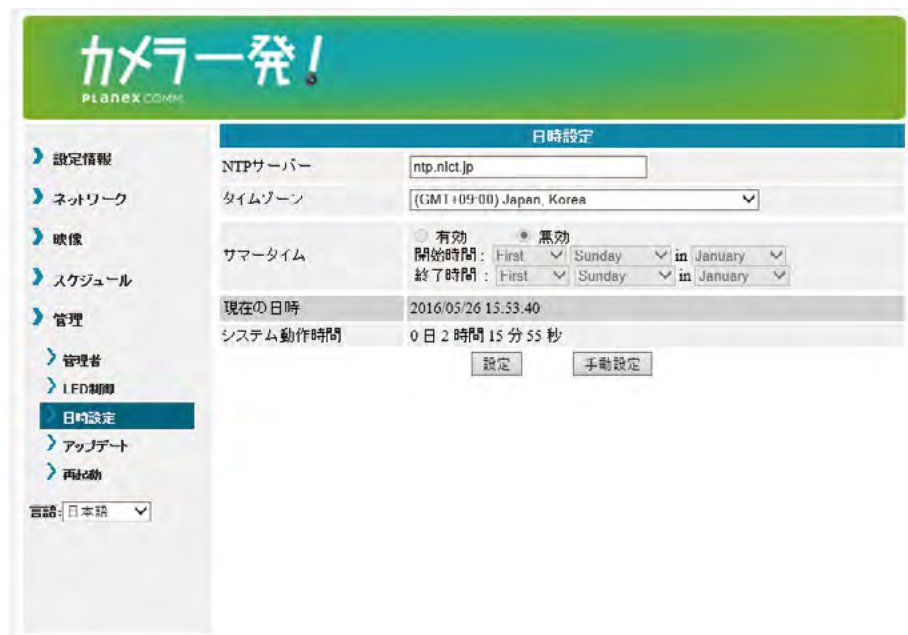 カメラ一発!
PLANEX COMM.
設定情報
ネットワーク
映像
スケジュール
管理
管理者
LED制御
日時設定
アップデート
再起動
言語: 日本語
日時設定
NTPサーバー ntp.nict.jp
タイムゾーン (GMT+09:00) Japan, Korea
サマータイム 有効 無効
開始時間 : First Sunday in January
終了時間 : First Sunday in January
現在の日時 2016/05/26 15:53:40
システム動作時間 0 日 2 時間 15 分 55 秒
設定 手動設定